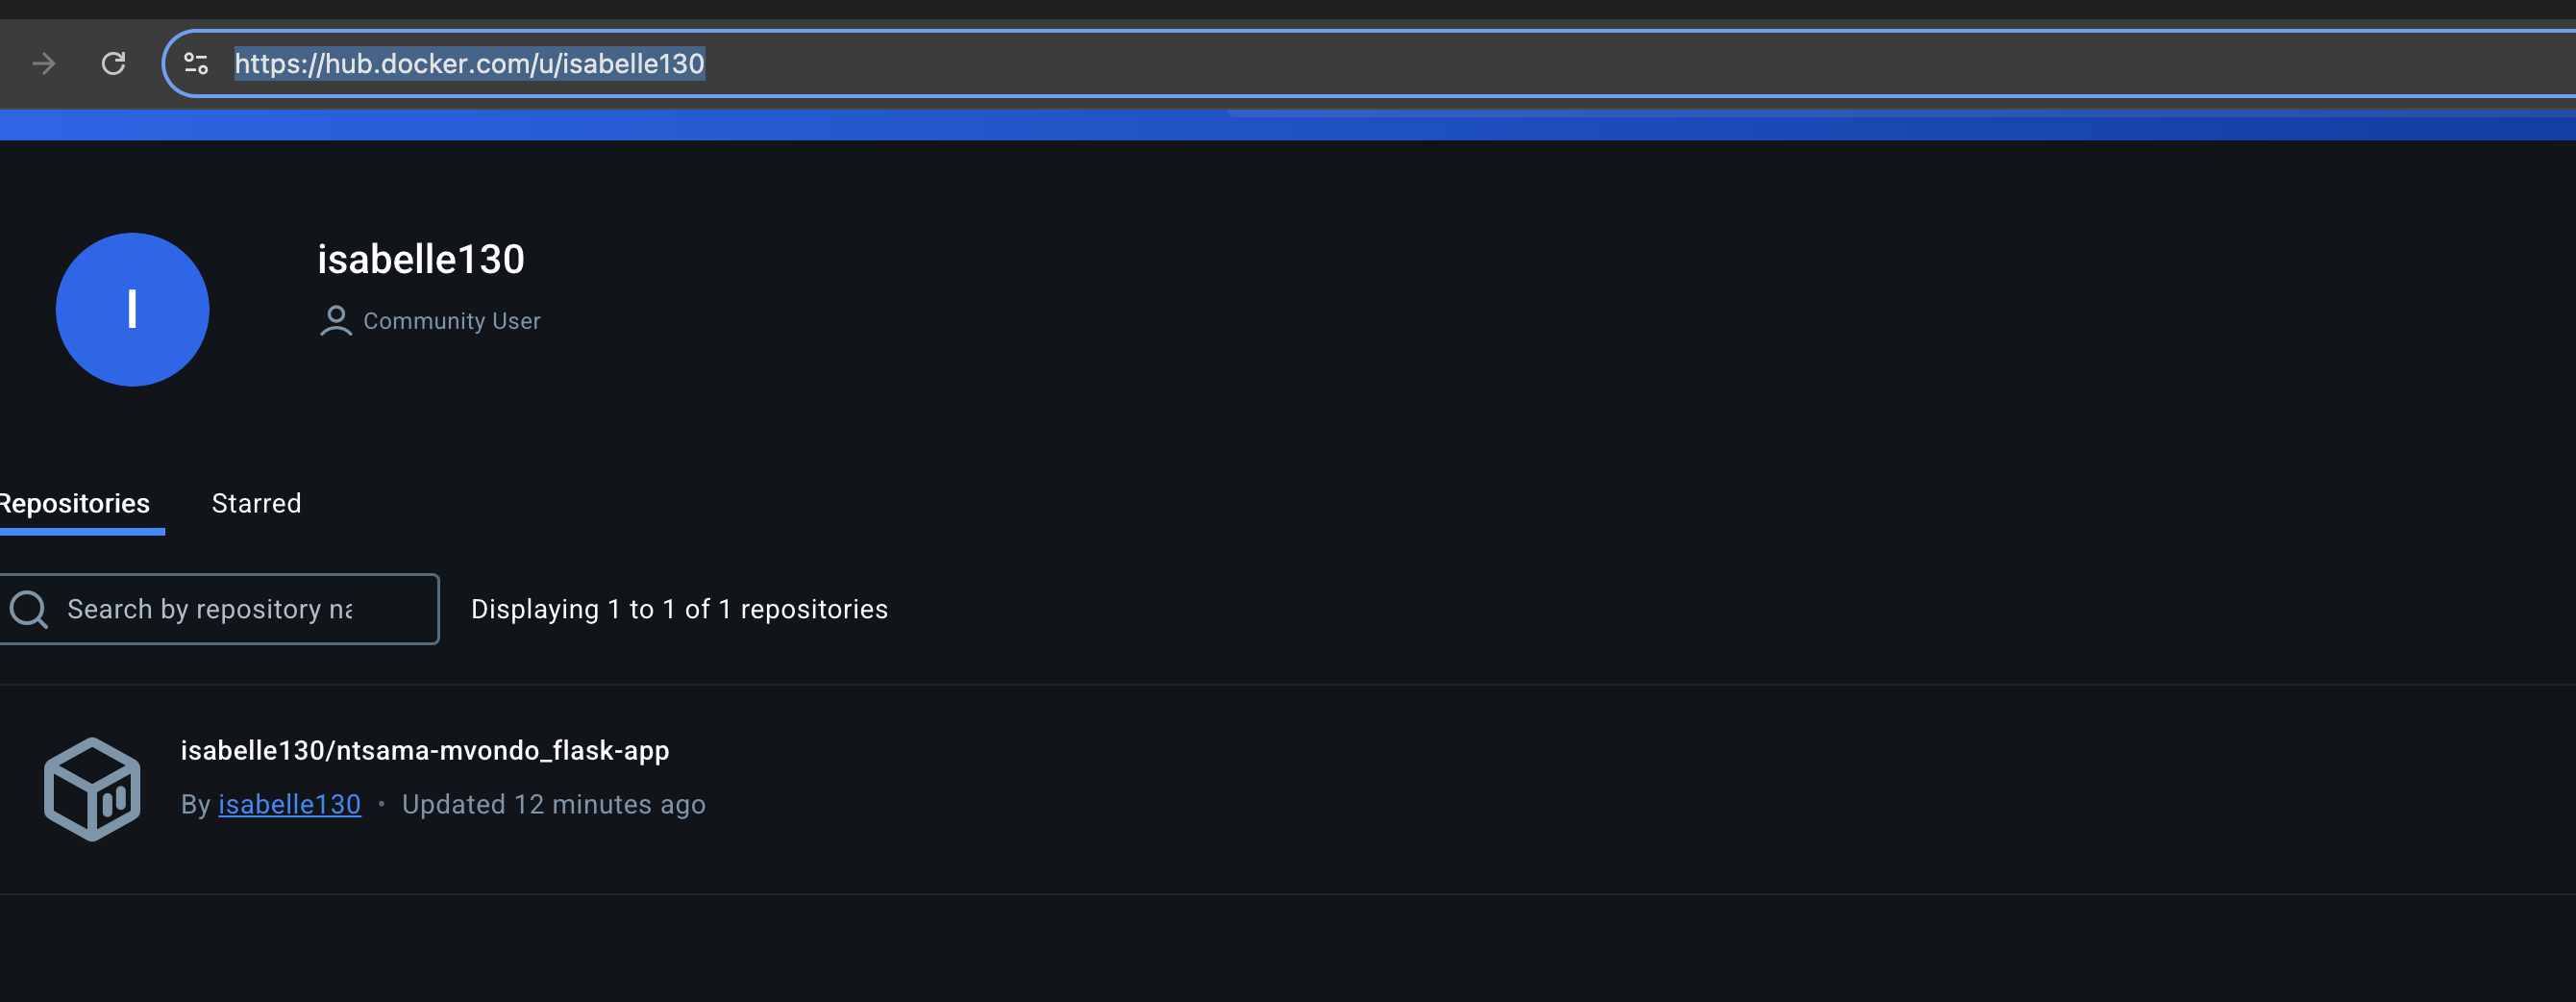 https://hub.docker.com/u/isabelle130
I
isabelle130
Community User
Repositories
Starred
Search by repository na
Displaying 1 to 1 of 1 repositories
isabelle130/ntsama-mvondo_flask-app
By isabelle130 • Updated 12 minutes ago